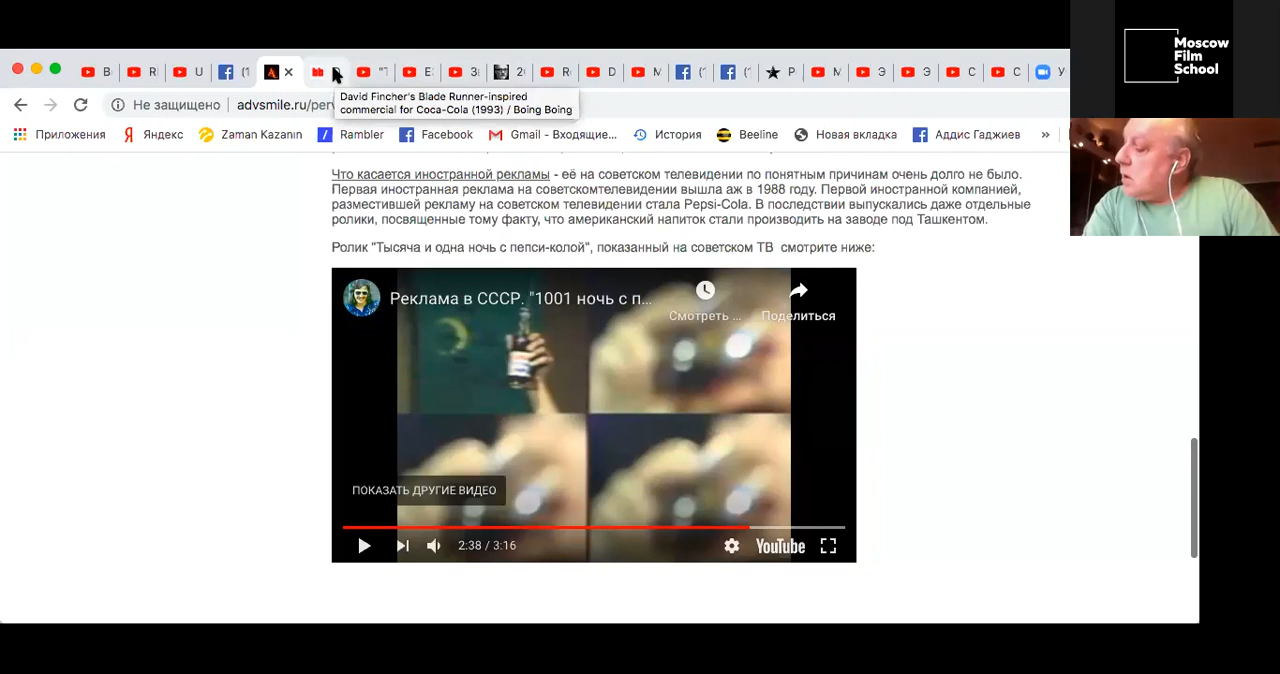 Moscow
Film
School
B
R
U
(1
"1
E
3
2
R
D
M
(
(
P
M
Э
Э
С
С
У
Не защищено
advsmile.ru/perv
David Fincher's Blade Runner-inspired
commercial for Coca-Cola (1993) / Boing Boing
Приложения
Яндекс
Zaman Kazanın
Rambler
Facebook
Gmail - Входящие...
История
Beeline
Новая вкладка
Аддис Гаджиев
»
Что касается иностранной рекламы - её на советском телевидении по понятным причинам очень долго не было.
Первая иностранная реклама на советскомтелевидении вышла аж в 1988 году. Первой иностранной компанией,
разместившей рекламу на советском телевидении стала Pepsi-Cola. В последствии выпускались даже отдельные
ролики, посвященные тому факту, что американский напиток стали производить на заводе под Ташкентом.
Ролик "Тысяча и одна ночь с пепси-колой", показанный на советском ТВ смотрите ниже:
Реклама в СССР. "1001 ночь с п...
Смотреть ...
Поделиться
ПОКАЗАТЬ ДРУГИЕ ВИДЕО
2:38 / 3:16
YouTube